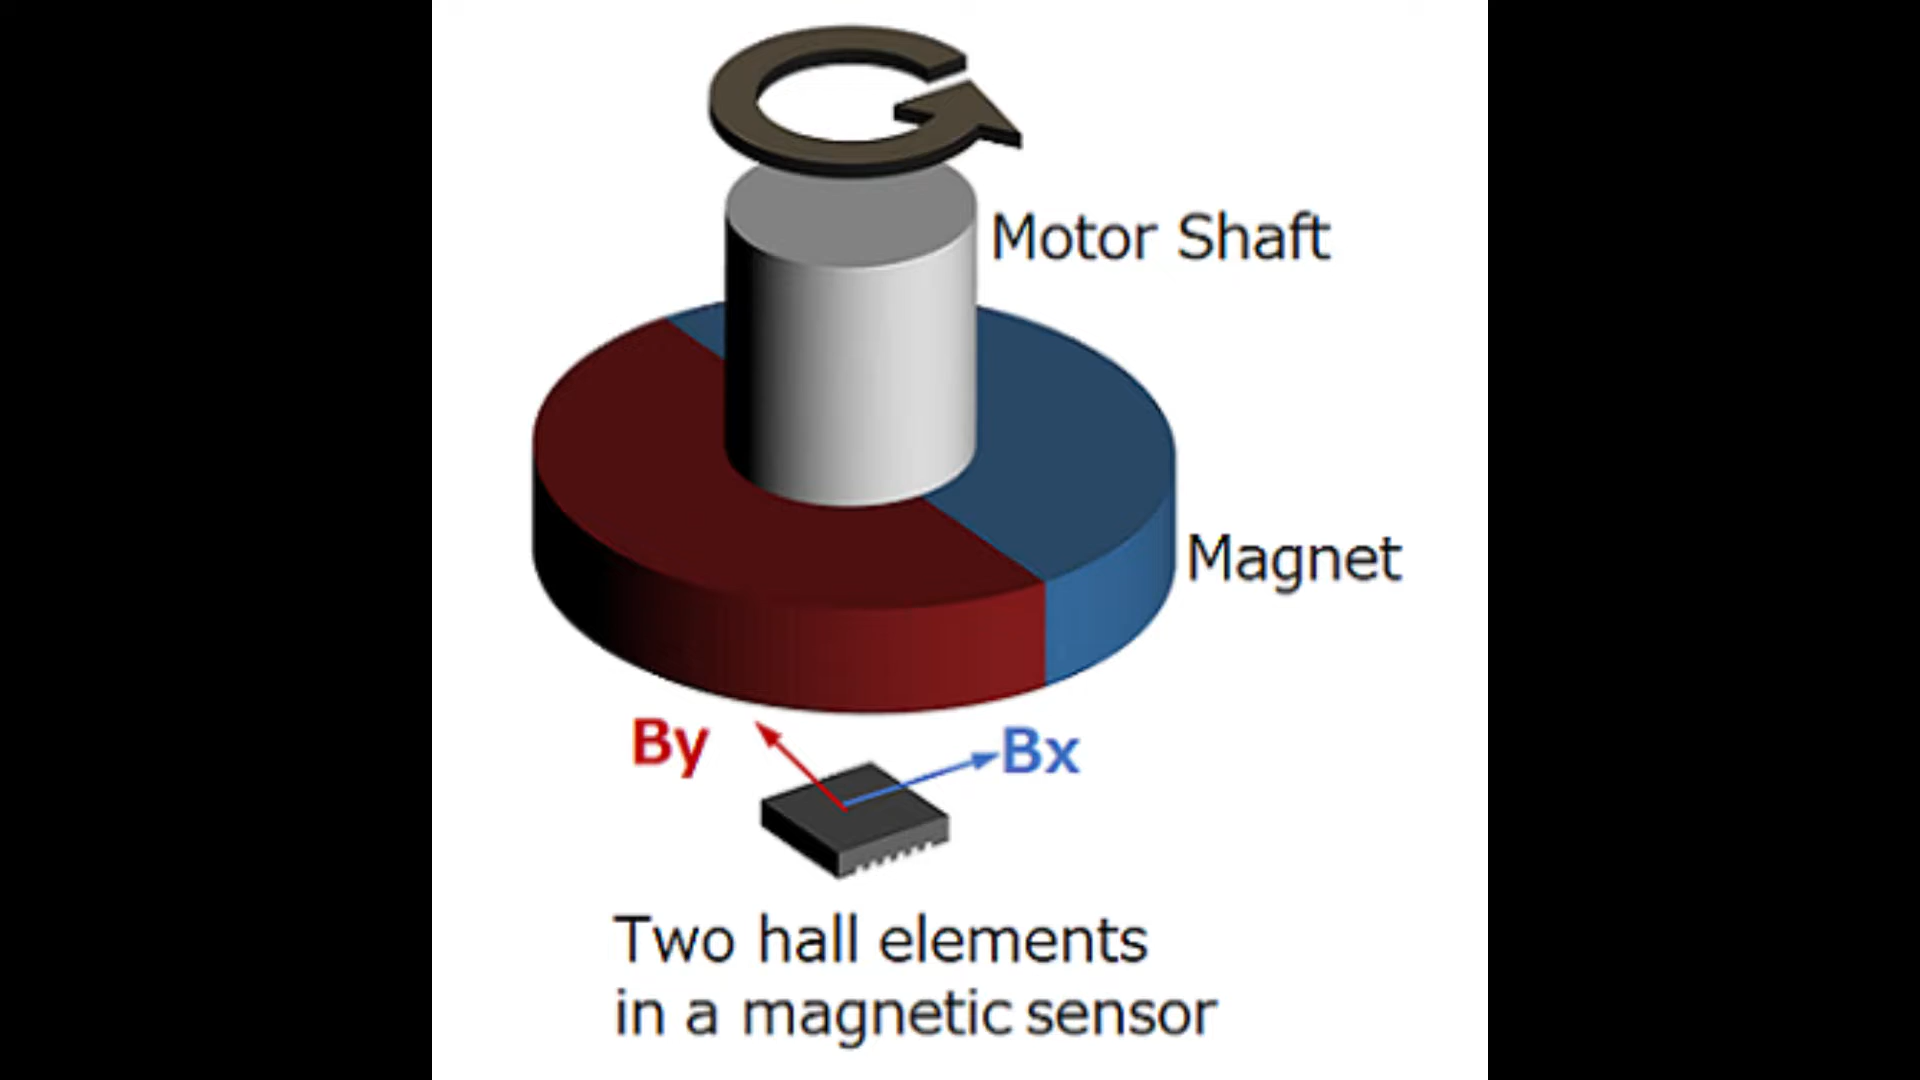 Motor Shaft
Magnet
By
Bx
Two hall elements
in a magnetic sensor